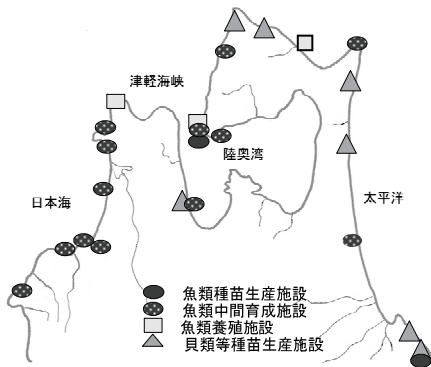 津軽海峡
陸奥湾
日本海
太平洋
魚類種苗生産施設
魚類中間育成施設
魚類養殖施設
貝類等種苗生産施設